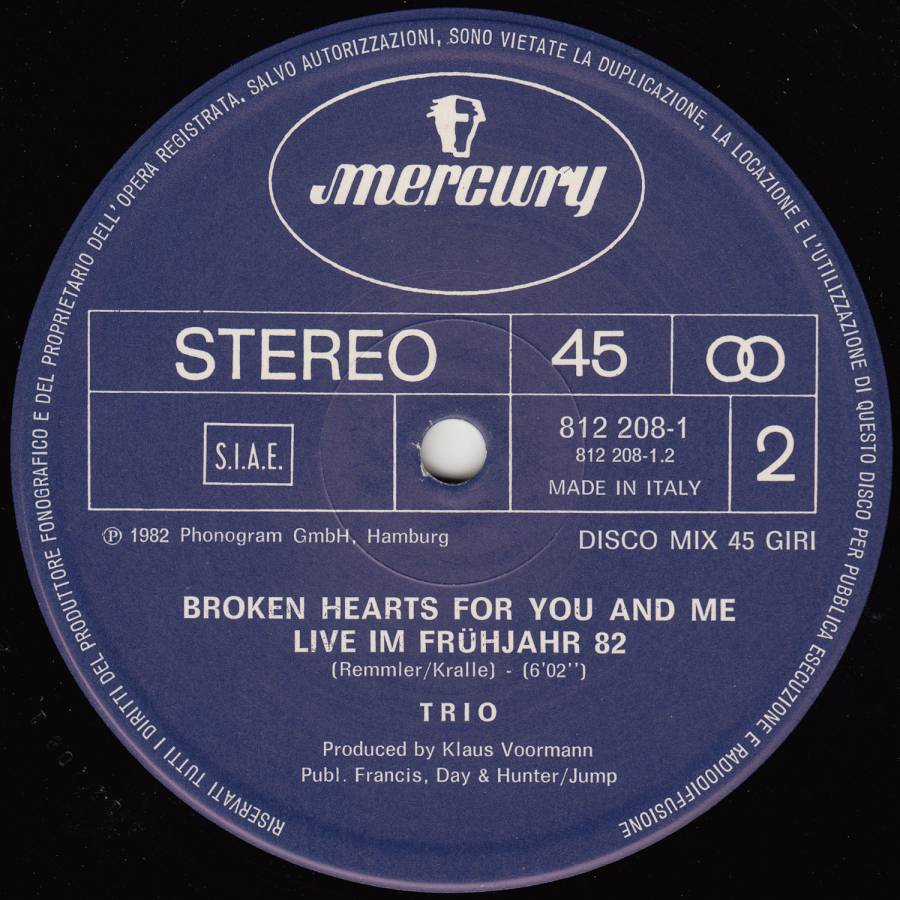 RISERVATI TUTTI I DIRITTI DEL PRODUTTORE FONOGRAFICO E DEL PROPRIETARIO DELL'OPERA REGISTRATA. SALVO AUTORIZZAZIONI, SONO VIETATE LA DUPLICAZIONE, LA LOCAZIONE E L'UTILIZZAZIONE DI QUESTO DISCO PER PUBBLICA ESECUZIONE E RADIODIFFUSIONE
mercury
STEREO
45
S.I.A.E.
812 208-1
812 208-1.2
MADE IN ITALY
2
℗ 1982 Phonogram GmbH, Hamburg
DISCO MIX 45 GIRI
BROKEN HEARTS FOR YOU AND ME
LIVE IM FRÜHJAHR 82
(Remmler/Kralle) - (6'02'')
TRIO
Produced by Klaus Voormann
Publ. Francis, Day & Hunter/Jump